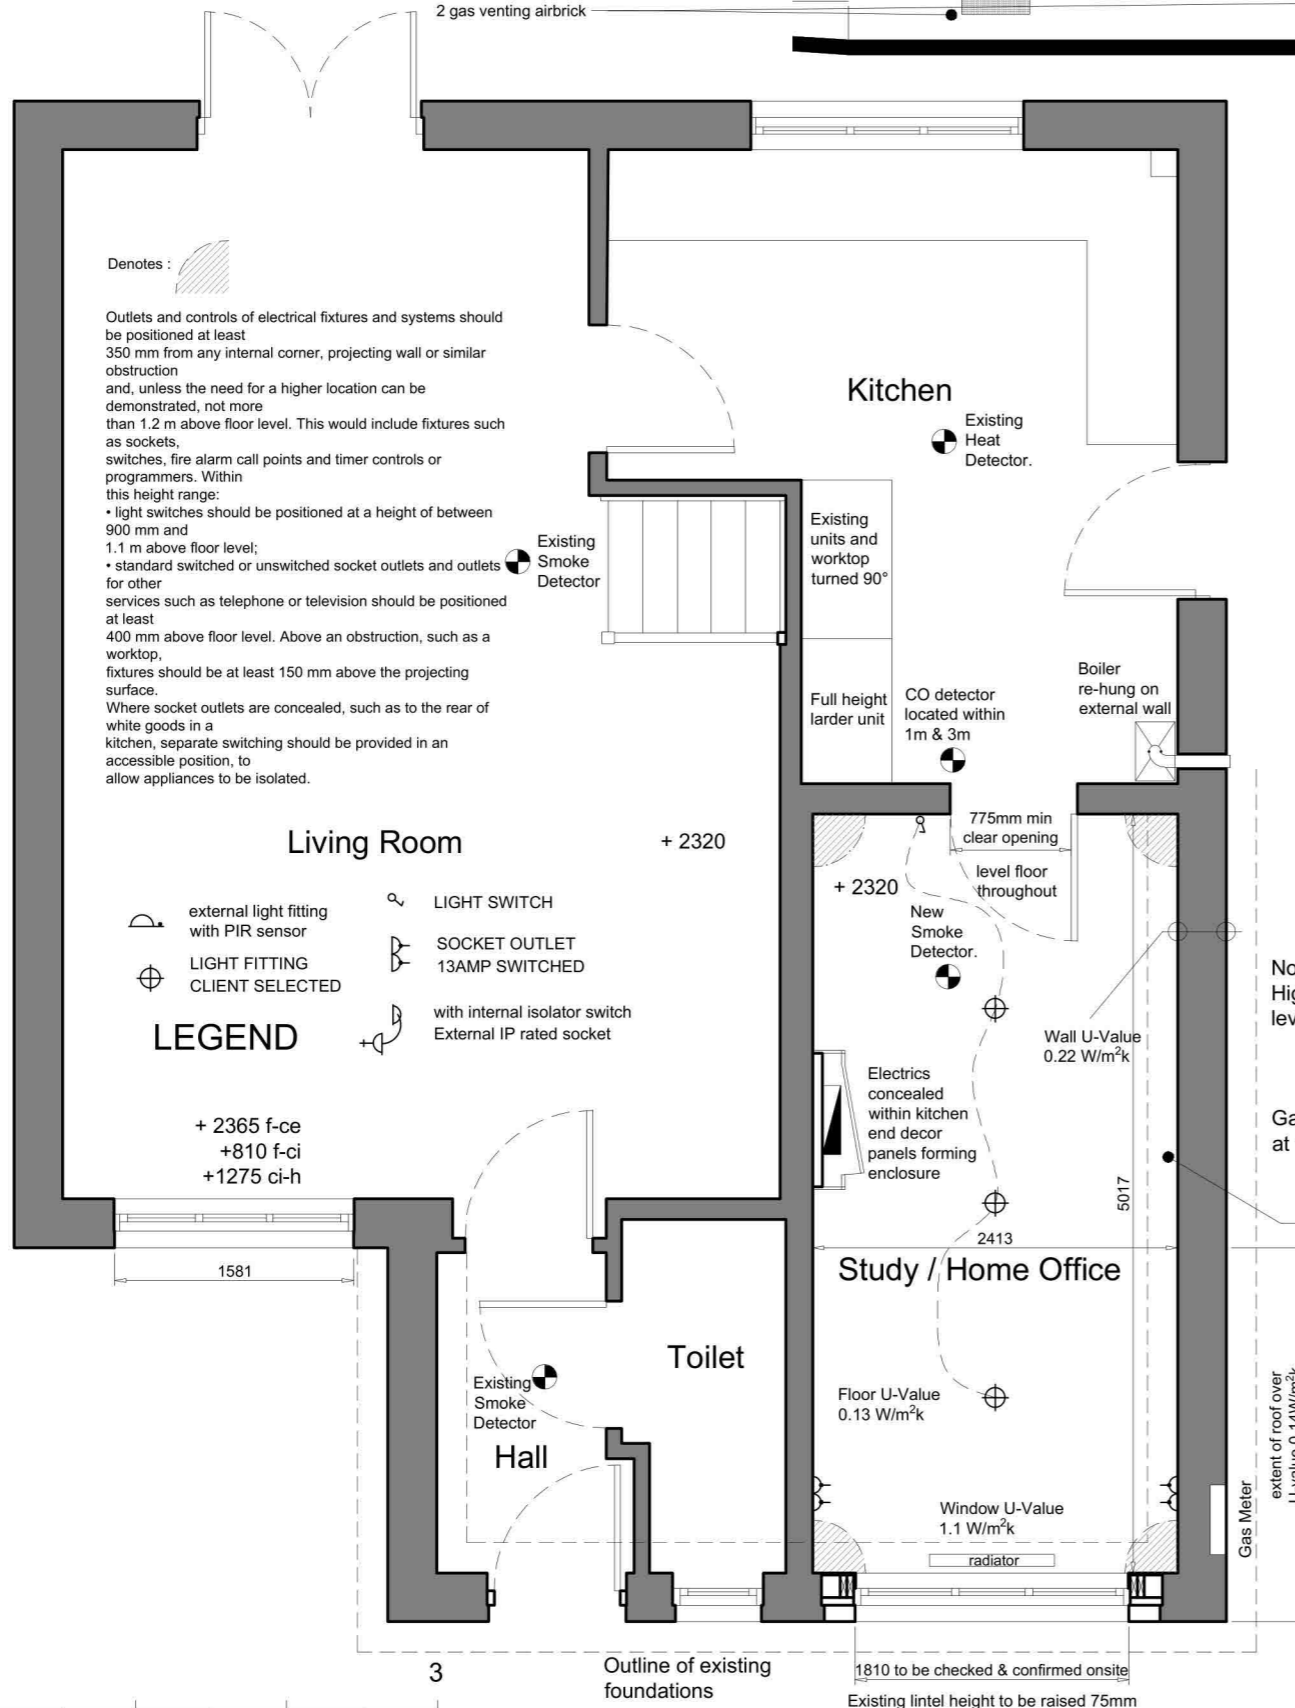 2 gas venting airbrick
Denotes :
Outlets and controls of electrical fixtures and systems should
be positioned at least
350 mm from any internal corner, projecting wall or similar
obstruction
and, unless the need for a higher location can be
demonstrated, not more
than 1.2 m above floor level. This would include fixtures such
as sockets,
switches, fire alarm call points and timer controls or
programmers. Within
this height range:
• light switches should be positioned at a height of between
900 mm and
1.1 m above floor level;
• standard switched or unswitched socket outlets and outlets
for other
services such as telephone or television should be positioned
at least
400 mm above floor level. Above an obstruction, such as a
worktop,
fixtures should be at least 150 mm above the projecting
surface.
Where socket outlets are concealed, such as to the rear of
white goods in a
kitchen, separate switching should be provided in an
accessible position, to
allow appliances to be isolated.
Kitchen
Existing
Heat
Detector.
Existing
Smoke
Detector
Existing
units and
worktop
turned 90°
Full height
larder unit
CO detector
located within
1m & 3m
Boiler
re-hung on
external wall
Living Room
+ 2320
external light fitting
with PIR sensor
LIGHT FITTING
CLIENT SELECTED
LIGHT SWITCH
SOCKET OUTLET
13AMP SWITCHED
with internal isolator switch
External IP rated socket
LEGEND
+ 2365 f-ce
+810 f-ci
+1275 ci-h
1581
775mm min
clear opening
level floor
throughout
+ 2320
New
Smoke
Detector.
Wall U-Value
0.22 W/m²k
Electrics
concealed
within kitchen
end decor
panels forming
enclosure
5017
2413
Study / Home Office
Toilet
Existing
Smoke
Detector
Hall
Floor U-Value
0.13 W/m²k
Window U-Value
1.1 W/m²k
radiator
Gas Meter
extent of roof over
U-value 0.14W/m²k
No
Hig
lev
Ga
at
3
Outline of existing
foundations
1810 to be checked & confirmed onsite
Existing lintel height to be raised 75mm